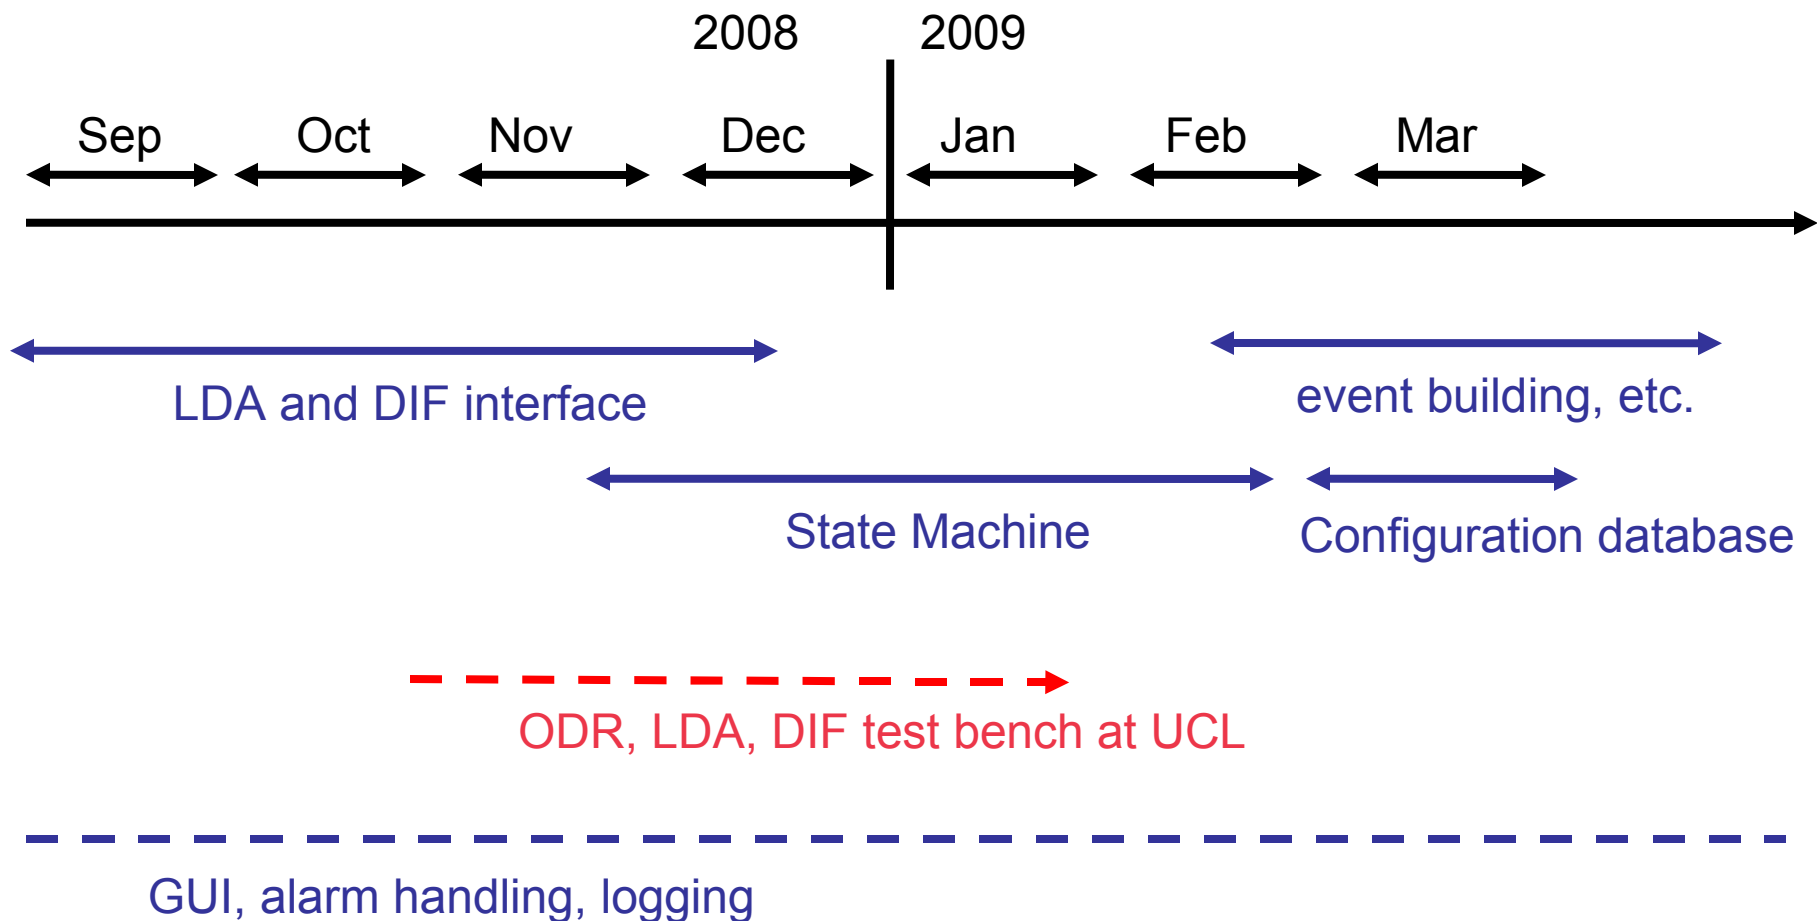 2008 2009
Sep Oct Nov Dec Jan Feb Mar
LDA and DIF interface
event building, etc.
State Machine
Configuration database
ODR, LDA, DIF test bench at UCL
GUI, alarm handling, logging